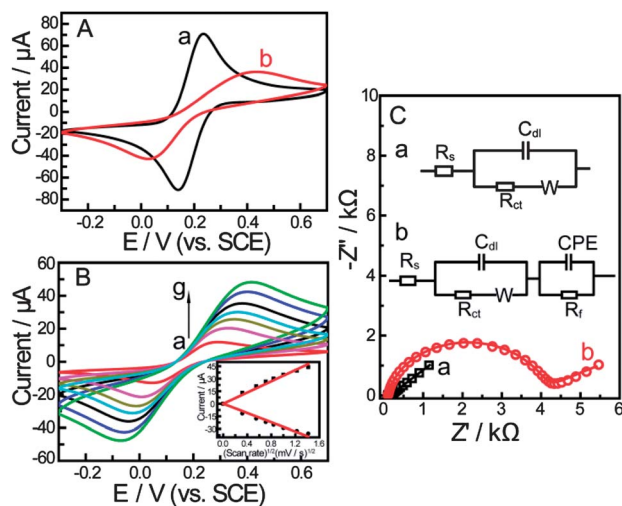 A
a
b
Current / µA
80
60
40
20
0
-20
-40
-60
-80
-0.2 0.0 0.2 0.4 0.6
E / V (vs. SCE)
B
g
a
Current / µA
60
40
20
0
-20
-40
-60
-0.2 0.0 0.2 0.4 0.6
E / V (vs. SCE)
Current / µA
45
30
15
0
-15
-30
0.0 0.4 0.8 1.2 1.6
(Scan rate)1/2(mV / s)1/2
C
a
Rs
Cdl
Rct
W
b
Rs
Cdl
CPE
Rct
W
Rf
a
b
-Z" / kΩ
8
6
4
2
0
0 1 2 3 4 5 6
Z' / kΩ